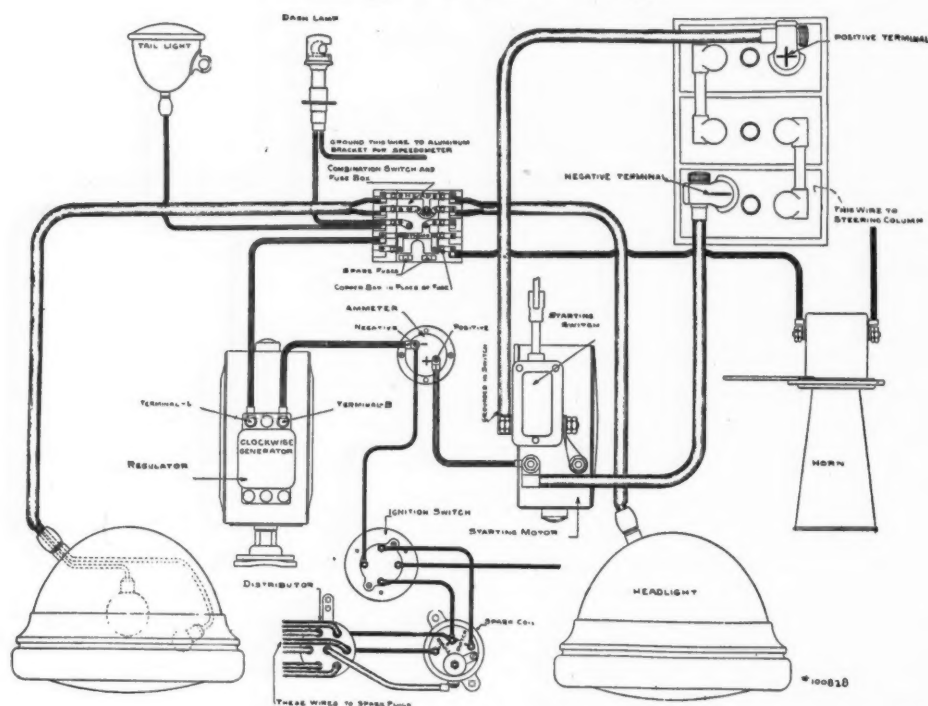 DASH LAMP
TAIL LIGHT
POSITIVE TERMINAL
+
GROUND THIS WIRE TO ALUMINUM
BRACKET FOR SPEEDOMETER
COMBINATION SWITCH AND
FUSE BOX
NEGATIVE TERMINAL
THIS WIRE TO
STEERING COLUMN
SPARE FUSES
COPPER BAR IN PLACE OF FUSE
AMMETER
NEGATIVE
POSITIVE
-
+
STARTING
SWITCH
GROUNDED IN SWITCH
TERMINAL-L
TERMINAL-B
CLOCKWISE
GENERATOR
REGULATOR
HORN
IGNITION SWITCH
STARTING MOTOR
DISTRIBUTOR
HEADLIGHT
SPARK COIL
#100828
THESE WIRES TO SPARK PLUGS